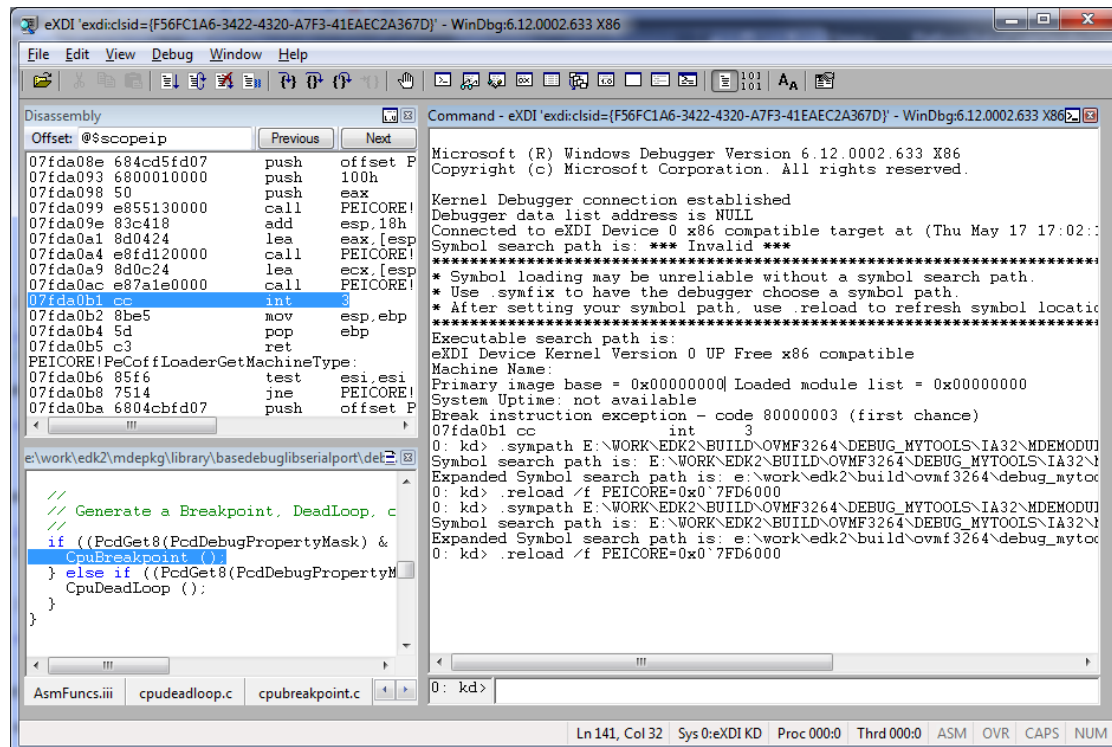 eXDI 'exdi:clsid={F56FC1A6-3422-4320-A7F3-41EAEC2A367D}' - WinDbg:6.12.0002.633 X86
File Edit View Debug Window Help
Disassembly
Offset: @$scopeip Previous Next
07fda08e 684cd5fd07 push offset P
07fda093 6800010000 push 100h
07fda098 50 push eax
07fda099 e855130000 call PEICORE!
07fda09e 83c418 add esp,18h
07fda0a1 8d0424 lea eax,[esp
07fda0a4 e8fd120000 call PEICORE!
07fda0a9 8d0c24 lea ecx,[esp
07fda0ac e87a1e0000 call PEICORE!
07fda0b1 cc int 3
07fda0b2 8be5 mov esp,ebp
07fda0b4 5d pop ebp
07fda0b5 c3 ret
PEICORE!PeCoffLoaderGetMachineType:
07fda0b6 85f6 test esi,esi
07fda0b8 7514 jne PEICORE!
07fda0ba 6804cbfd07 push offset P
e:\work\edk2\mdepkg\library\basedebuglibserialport\deb
//
// Generate a Breakpoint, DeadLoop, c
//
if ((PcdGet8(PcdDebugPropertyMask) &
CpuBreakpoint ();
} else if ((PcdGet8(PcdDebugPropertyM
CpuDeadLoop ();
}
}
AsmFuncs.iii cpudeadloop.c cpubreakpoint.c
Command - eXDI 'exdi:clsid={F56FC1A6-3422-4320-A7F3-41EAEC2A367D}' - WinDbg:6.12.0002.633 X86
Microsoft (R) Windows Debugger Version 6.12.0002.633 X86
Copyright (c) Microsoft Corporation. All rights reserved.
Kernel Debugger connection established
Debugger data list address is NULL
Connected to eXDI Device 0 x86 compatible target at (Thu May 17 17:02:1
Symbol search path is: *** Invalid ***
****************************************************************************
* Symbol loading may be unreliable without a symbol search path.
* Use .symfix to have the debugger choose a symbol path.
* After setting your symbol path, use .reload to refresh symbol locatio
****************************************************************************
Executable search path is:
eXDI Device Kernel Version 0 UP Free x86 compatible
Machine Name:
Primary image base = 0x00000000 Loaded module list = 0x00000000
System Uptime: not available
Break instruction exception - code 80000003 (first chance)
07fda0b1 cc int 3
0: kd> .sympath E:\WORK\EDK2\BUILD\OVMF3264\DEBUG_MYTOOLS\IA32\MDEMODUL
Symbol search path is: E:\WORK\EDK2\BUILD\OVMF3264\DEBUG_MYTOOLS\IA32\M
Expanded Symbol search path is: e:\work\edk2\build\ovmf3264\debug_mytoo
0: kd> .reload /f PEICORE=0x0`7FD6000
0: kd> .sympath E:\WORK\EDK2\BUILD\OVMF3264\DEBUG_MYTOOLS\IA32\MDEMODUL
Symbol search path is: E:\WORK\EDK2\BUILD\OVMF3264\DEBUG_MYTOOLS\IA32\M
Expanded Symbol search path is: e:\work\edk2\build\ovmf3264\debug_mytoo
0: kd> .reload /f PEICORE=0x0`7FD6000
0: kd>
Ln 141, Col 32 Sys 0:eXDI KD Proc 000:0 Thrd 000:0 ASM OVR CAPS NUM